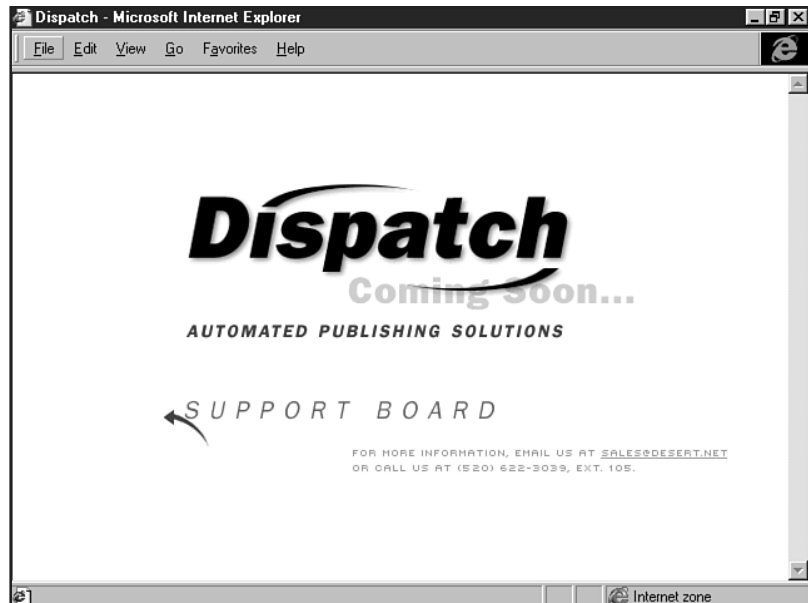 Dispatch - Microsoft Internet Explorer
File Edit View Go Favorites Help
Dispatch
Coming Soon...
AUTOMATED PUBLISHING SOLUTIONS
SUPPORT BOARD
FOR MORE INFORMATION, EMAIL US AT SALES@DESERT.NET
OR CALL US AT (520) 622-3039, EXT. 105.
Internet zone